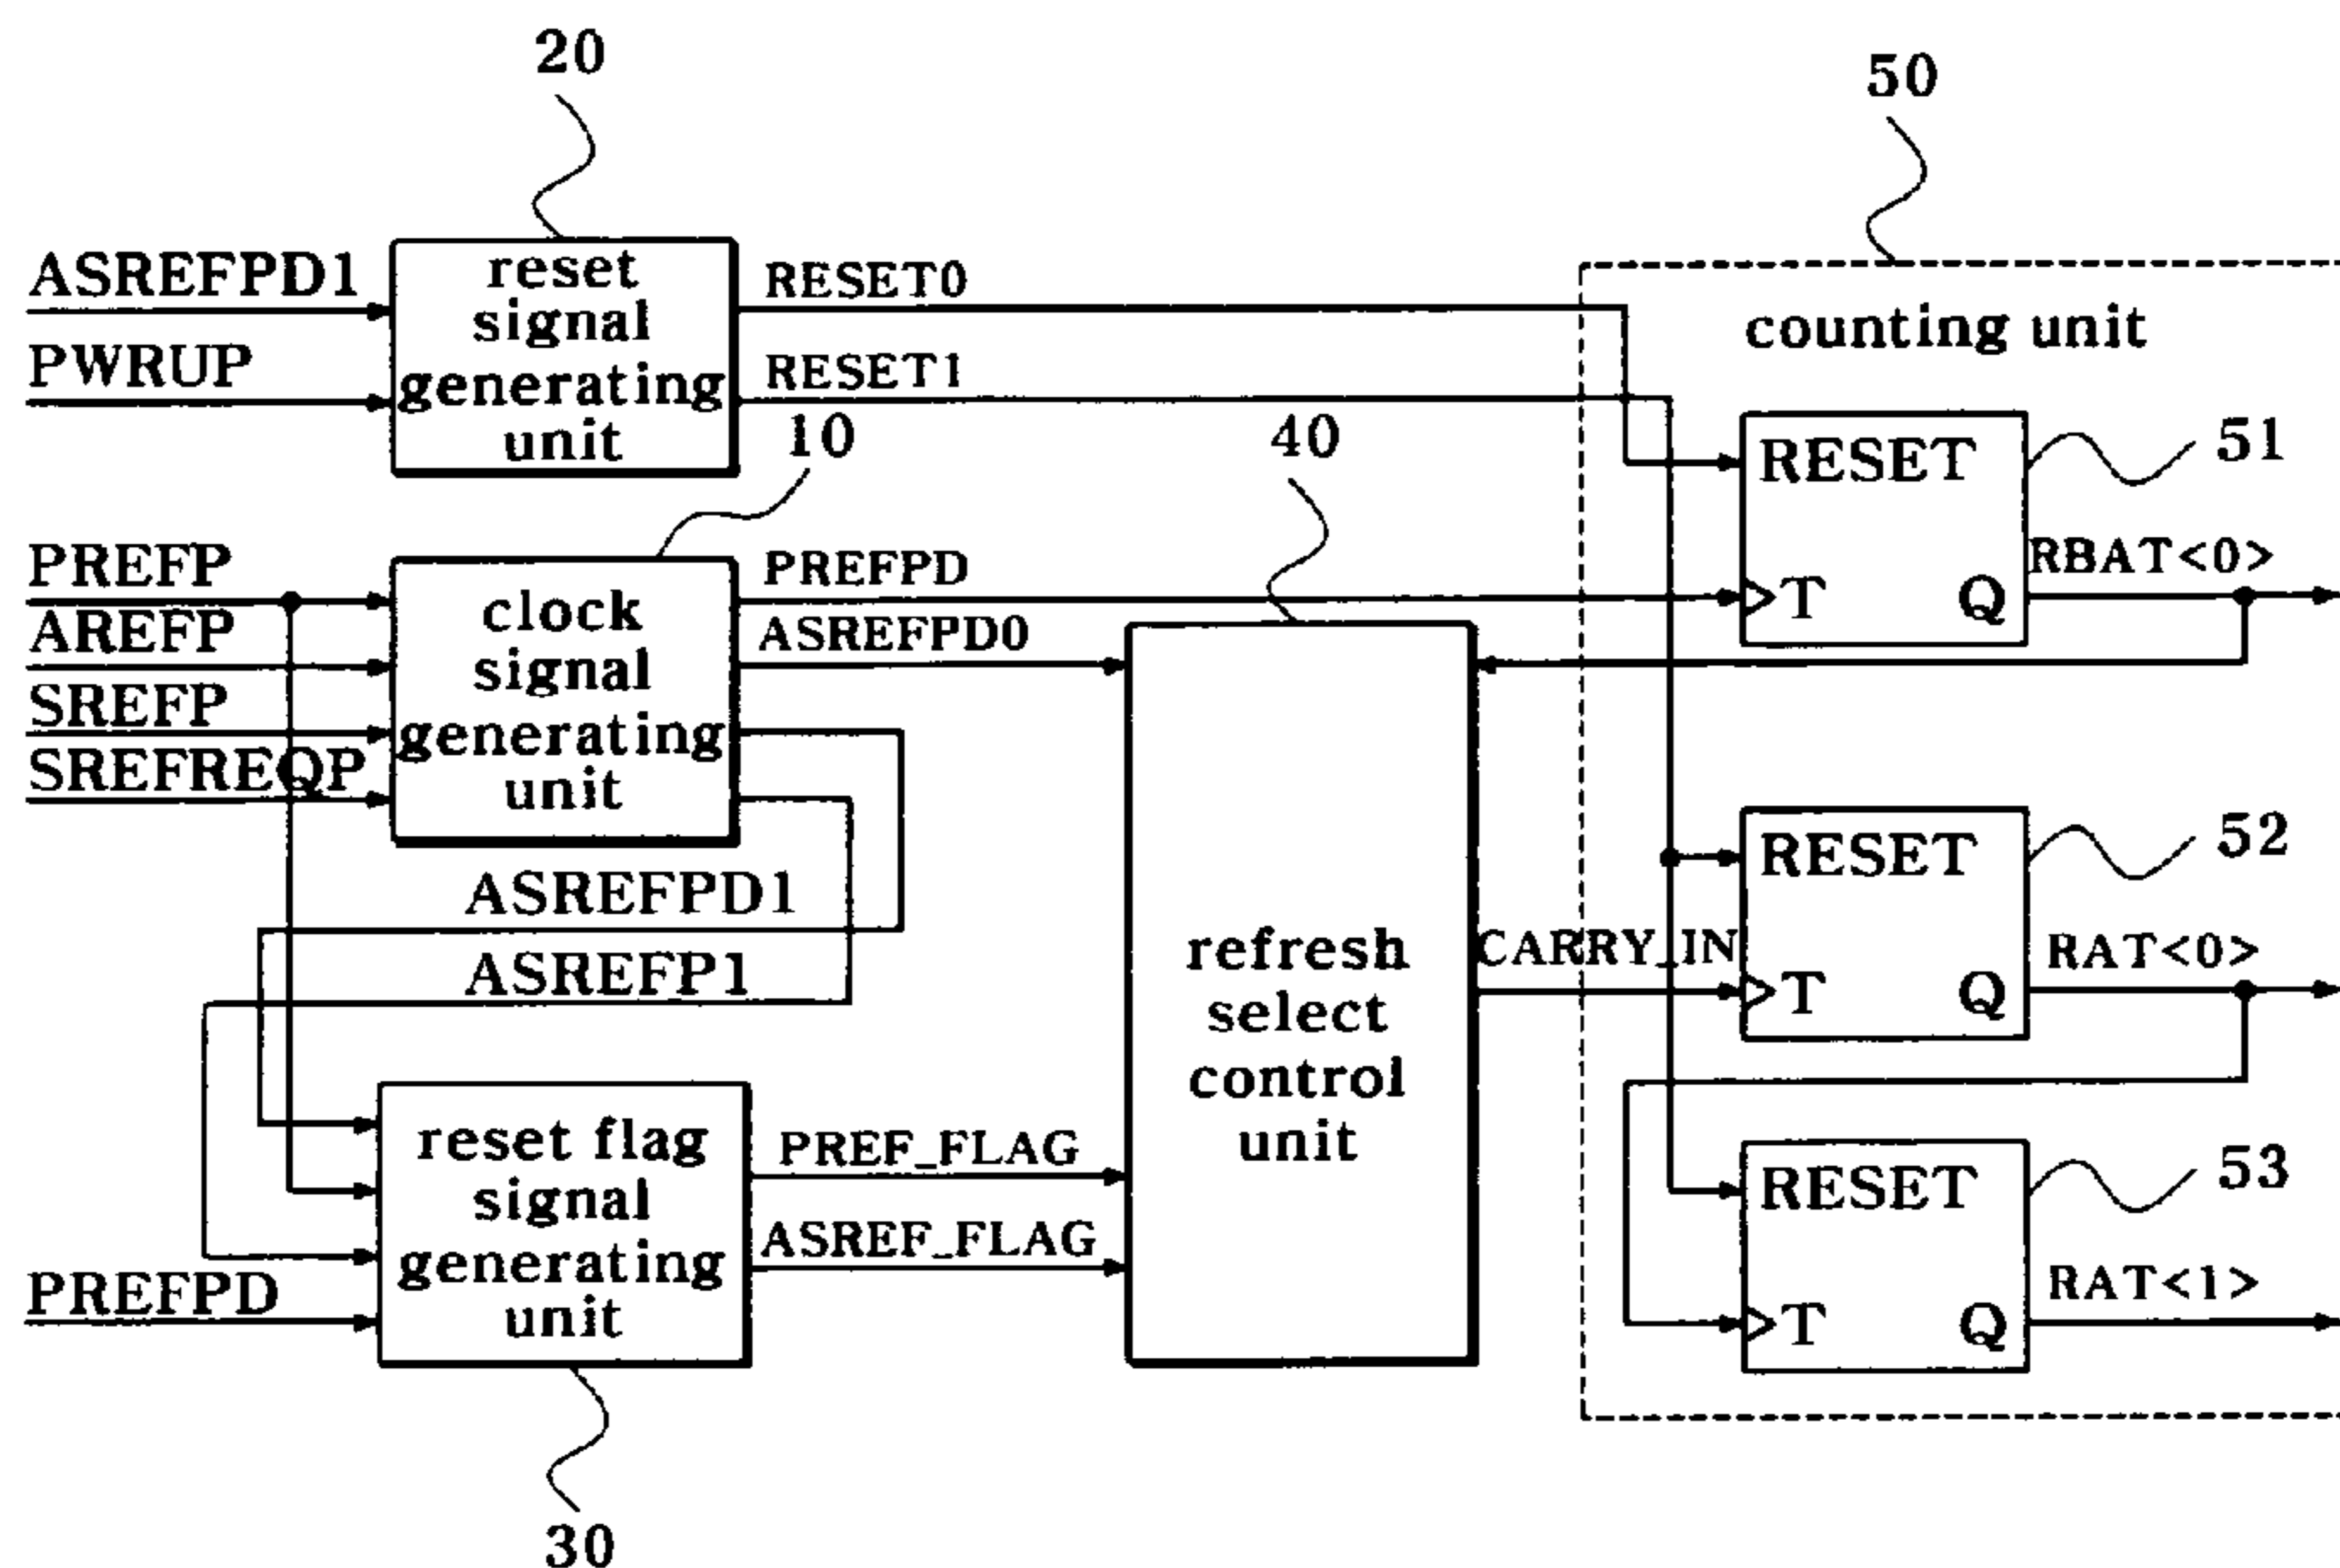 20
50
ASREFPD1
PWRUP
reset
signal
generating
unit
RESET0
RESET1
counting unit
10
40
RESET
51
T
Q
RBAT<0>
PREFP
AREFP
SREFP
SREFREQP
clock
signal
generating
unit
PREFPD
ASREFPD0
ASREFPD1
ASREFP1
refresh
select
control
unit
CARRY_IN
RESET
52
T
Q
RAT<0>
PREFPD
reset flag
signal
generating
unit
PREF_FLAG
ASREF_FLAG
RESET
53
T
Q
RAT<1>
30